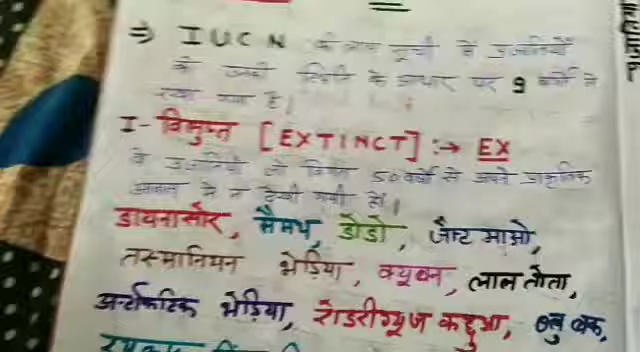 ⇒ IUCN की लाल सूची में प्रजातियों
को उनकी स्थिति के आधार पर 9 वर्गों में
रखा गया है।
I- विलुप्त [EXTINCT] :→ EX
वे प्रजातियाँ जो विगत 50 वर्षों से अपने प्राकृतिक
आवास के न देखी गयी हो।
डायनासोर, मैमथ, डोडो,
तस्मानियन भेड़िया, क्यूबन, लाल तोता,
अन्टार्कटिक भेड़िया, रोडरीग्यूज कछुआ,